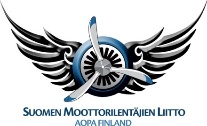 Suomen Moottorilentäjien Liitto
AOPA FINLAND